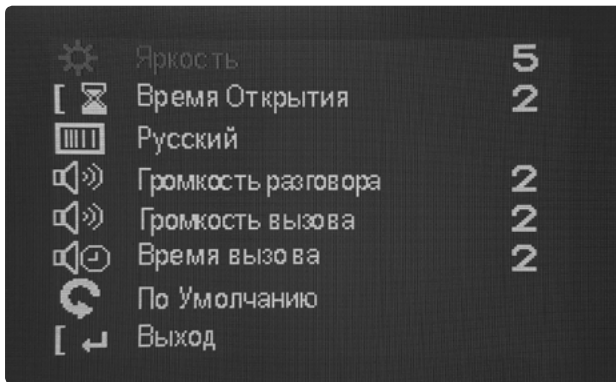 Яркость 5
[ Время Открытия 2
Русский
Громкость разговора 2
Громкость вызова 2
Время вызова 2
По Умолчанию
[ Выход